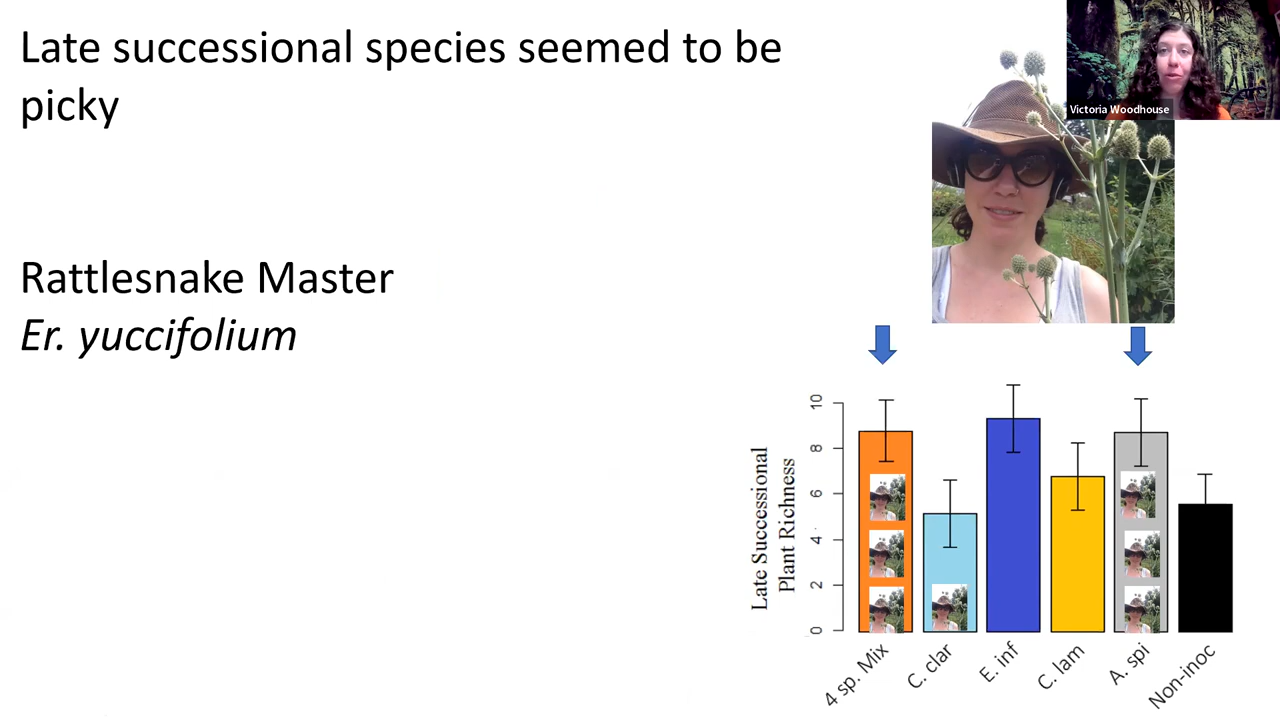 Late successional species seemed to be
picky
Victoria Woodhouse
Rattlesnake Master
Er. yuccifolium
Late Successional
Plant Richness
10
8
6
4
2
0
4 sp. Mix
C. clar
E. inf
C. lam
A. spi
Non-inoc